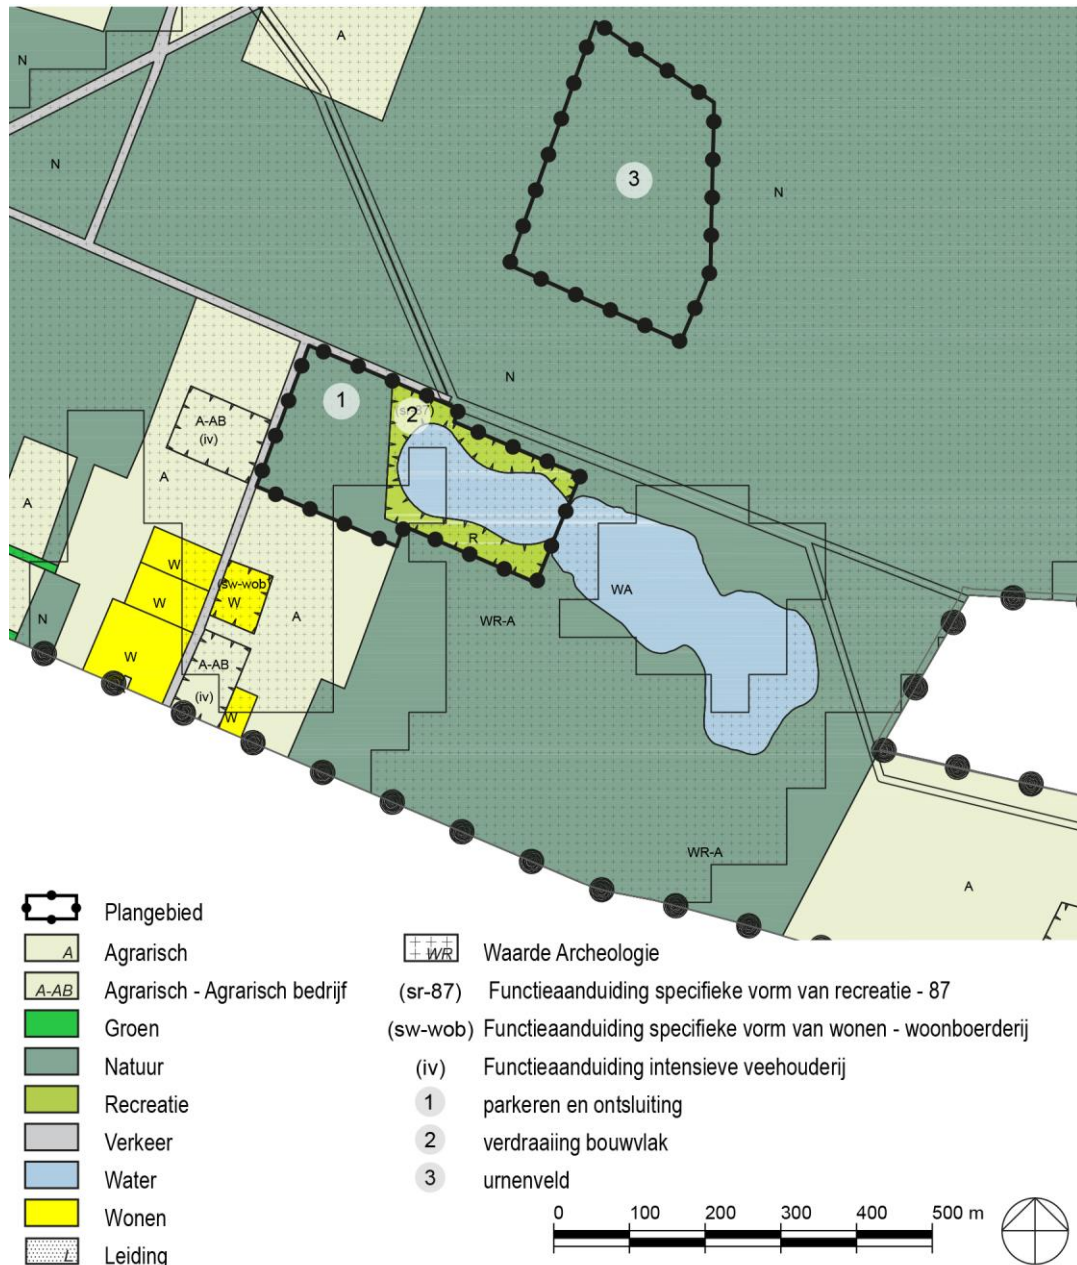 A
N
N
3
N
N
1
(sr-87)
2
A-AB
(iv)
A
A
R
W
(sw-wob)
W
W
WA
N
A
WR-A
W
A-AB
(iv)
W
WR-A
A
Plangebied
A Agrarisch
A-AB Agrarisch - Agrarisch bedrijf
Groen
Natuur
Recreatie
Verkeer
Water
Wonen
L Leiding
WR Waarde Archeologie
(sr-87) Functieaanduiding specifieke vorm van recreatie - 87
(sw-wob) Functieaanduiding specifieke vorm van wonen - woonboerderij
(iv) Functieaanduiding intensieve veehouderij
1 parkeren en ontsluiting
2 verdraaiing bouwvlak
3 urnenveld
0 100 200 300 400 500 m